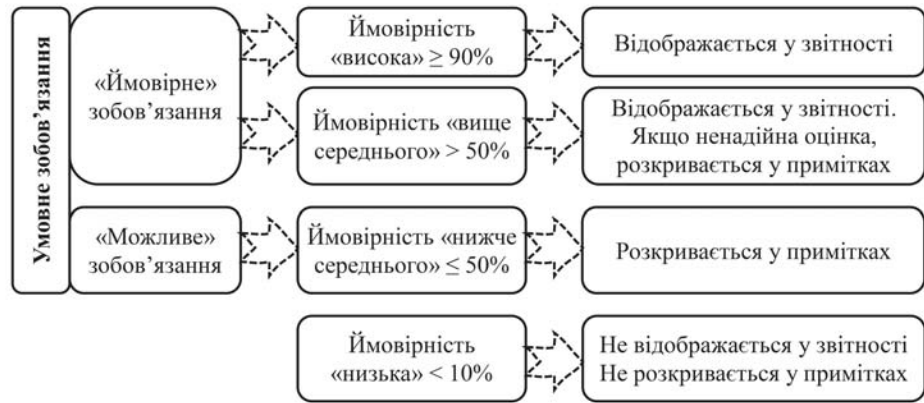 Умовне зобов’язання
«Ймовірне»
зобов’язання
Ймовірність
«висока» ≥ 90%
Відображається у звітності
Ймовірність «вище
середнього» > 50%
Відображається у звітності.
Якщо ненадійна оцінка,
розкривається у примітках
«Можливе»
зобов’язання
Ймовірність «нижче
середнього» ≤ 50%
Розкривається у примітках
Ймовірність
«низька» < 10%
Не відображається у звітності
Не розкривається у примітках